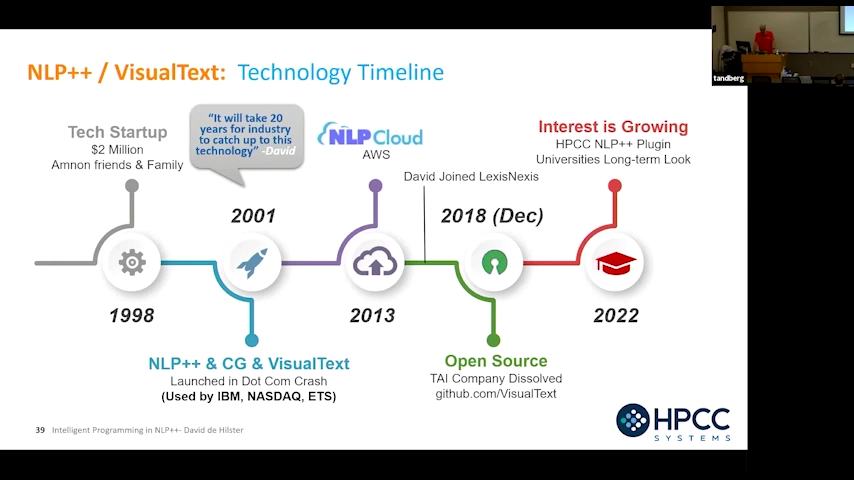 NLP++ / VisualText: Technology Timeline
Tech Startup
$2 Million
Amnon friends & Family
"It will take 20
years for industry
to catch up to this
technology" -David
NLP Cloud
AWS
David Joined LexisNexis
Interest is Growing
HPCC NLP++ Plugin
Universities Long-term Look
2001
2018 (Dec)
1998
2013
2022
NLP++ & CG & VisualText
Launched in Dot Com Crash
(Used by IBM, NASDAQ, ETS)
Open Source
TAI Company Dissolved
github.com/VisualText
39 Intelligent Programming in NLP++- David de Hilster
HPCC
SYSTEMS
tandberg